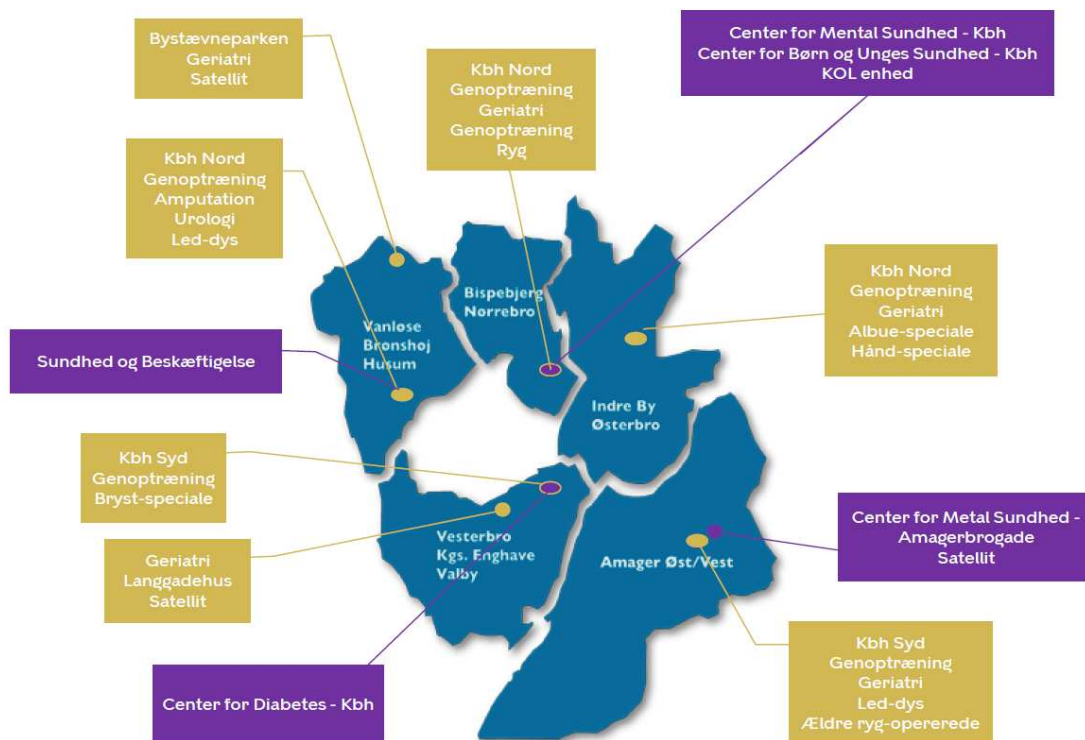 Bystævneparken
Geriatri
Satellit
Kbh Nord
Genoptræning
Geriatri
Genoptræning
Ryg
Center for Mental Sundhed - Kbh
Center for Børn og Unges Sundhed - Kbh
KOL enhed
Kbh Nord
Genoptræning
Amputation
Urologi
Led-dys
Kbh Nord
Genoptræning
Geriatri
Albue-speciale
Hånd-speciale
Bispebjerg
Nørrebro
Vanløse
Brønshøj
Husum
Sundhed og Beskæftigelse
Indre By
Østerbro
Kbh Syd
Genoptræning
Bryst-speciale
Geriatri
Langgadehus
Satellit
Vesterbro
Kgs. Enghave
Valby
Amager Øst/Vest
Center for Metal Sundhed -
Amagerbrogade
Satellit
Center for Diabetes - Kbh
Kbh Syd
Genoptræning
Geriatri
Led-dys
Ældre ryg-opererede